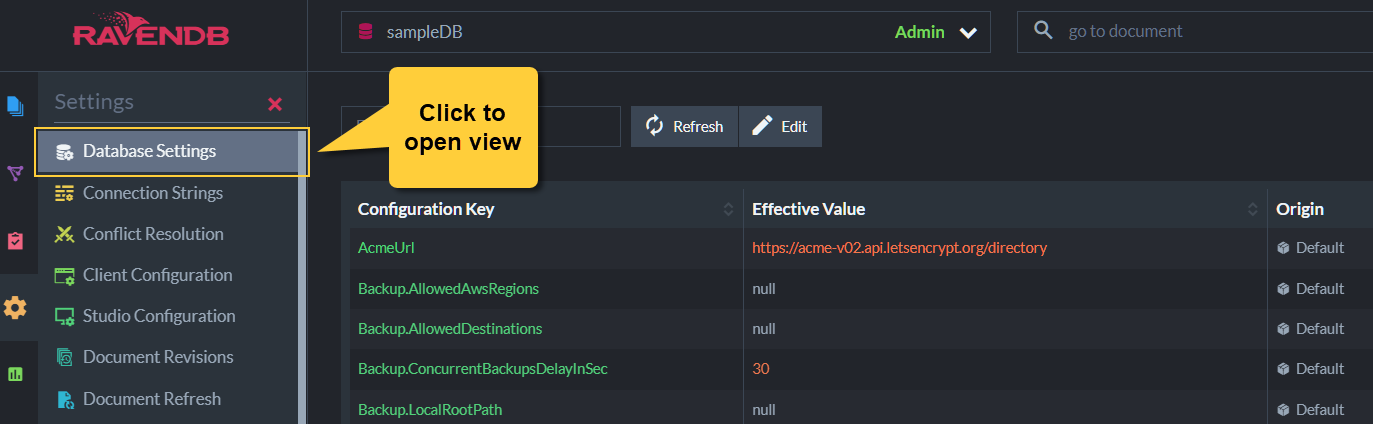 RAVENDB
sampleDB
Admin
go to document
Settings
Click to
open view
Refresh
Edit
Database Settings
Connection Strings
Conflict Resolution
Client Configuration
Studio Configuration
Document Revisions
Document Refresh
Configuration Key Effective Value Origin
AcmeUrl https://acme-v02.api.letsencrypt.org/directory Default
Backup.AllowedAwsRegions null Default
Backup.AllowedDestinations null Default
Backup.ConcurrentBackupsDelayInSec 30 Default
Backup.LocalRootPath null Default